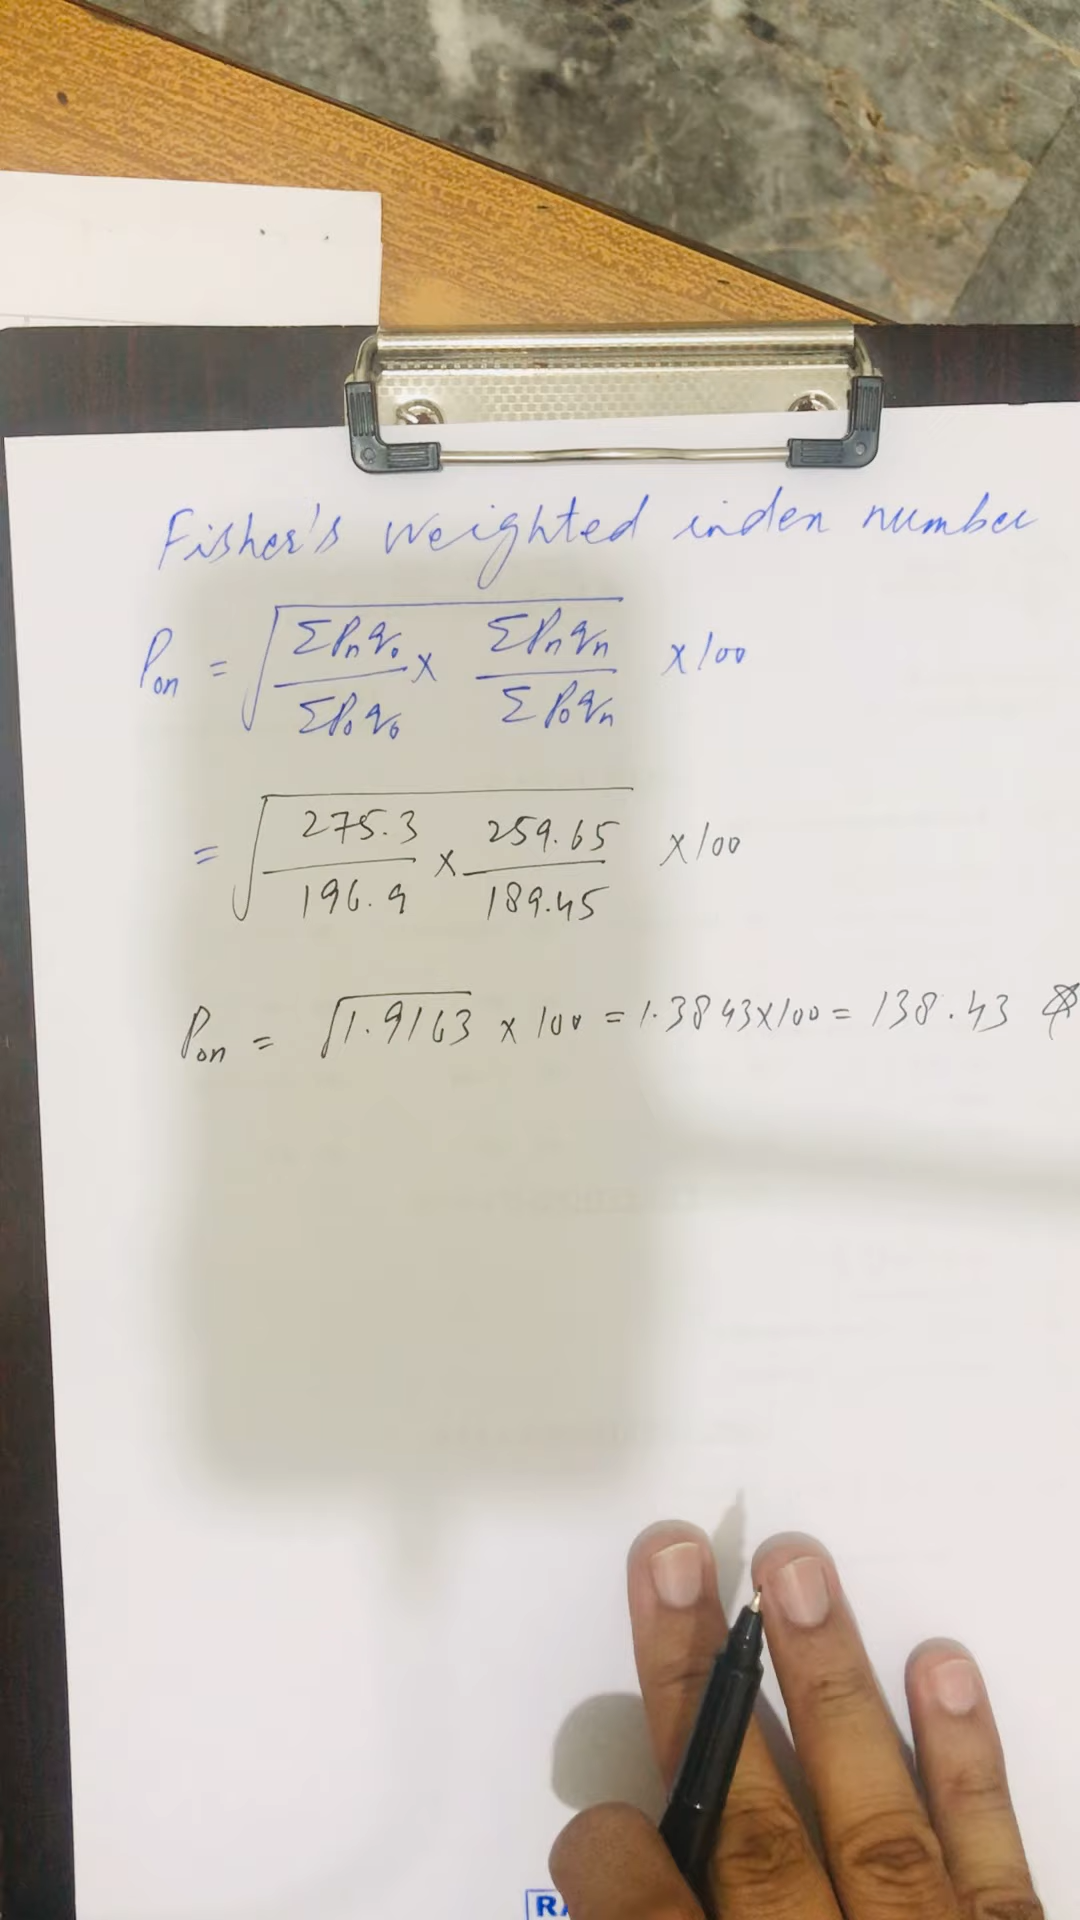 Fisher's weighted inden number
Pon = √(ΣPnq₀/ΣP₀q₀ × ΣPnqn/ΣP₀qn) × 100
= √(275.3/196.9 × 259.65/189.45) × 100
Pon = √1.9163 × 100 = 1.3843×100 = 138.43